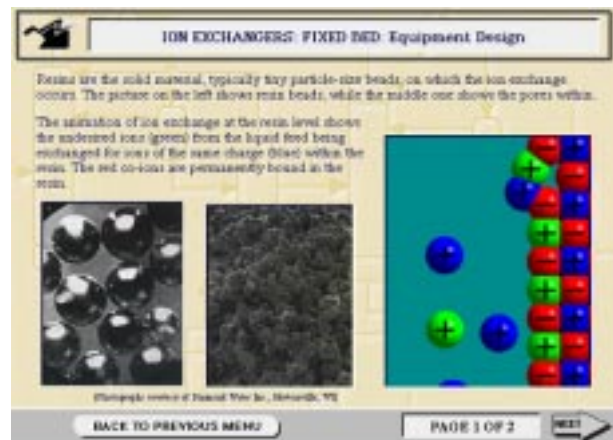 ION EXCHANGERS: FIXED BED: Equipment Design
Resins are the solid material, typically tiny particle-size beads, on which the ion exchange
occurs. The picture on the left shows resin beads, while the middle one shows the pores within.
The animation of ion exchange at the resin level shows
the undesired ions (green) from the liquid feed being
exchanged for ions of the same charge (blue) within the
resin. The red co-ions are permanently bound in the
resin.
BACK TO PREVIOUS MENU
PAGE 1 OF 2
NEXT